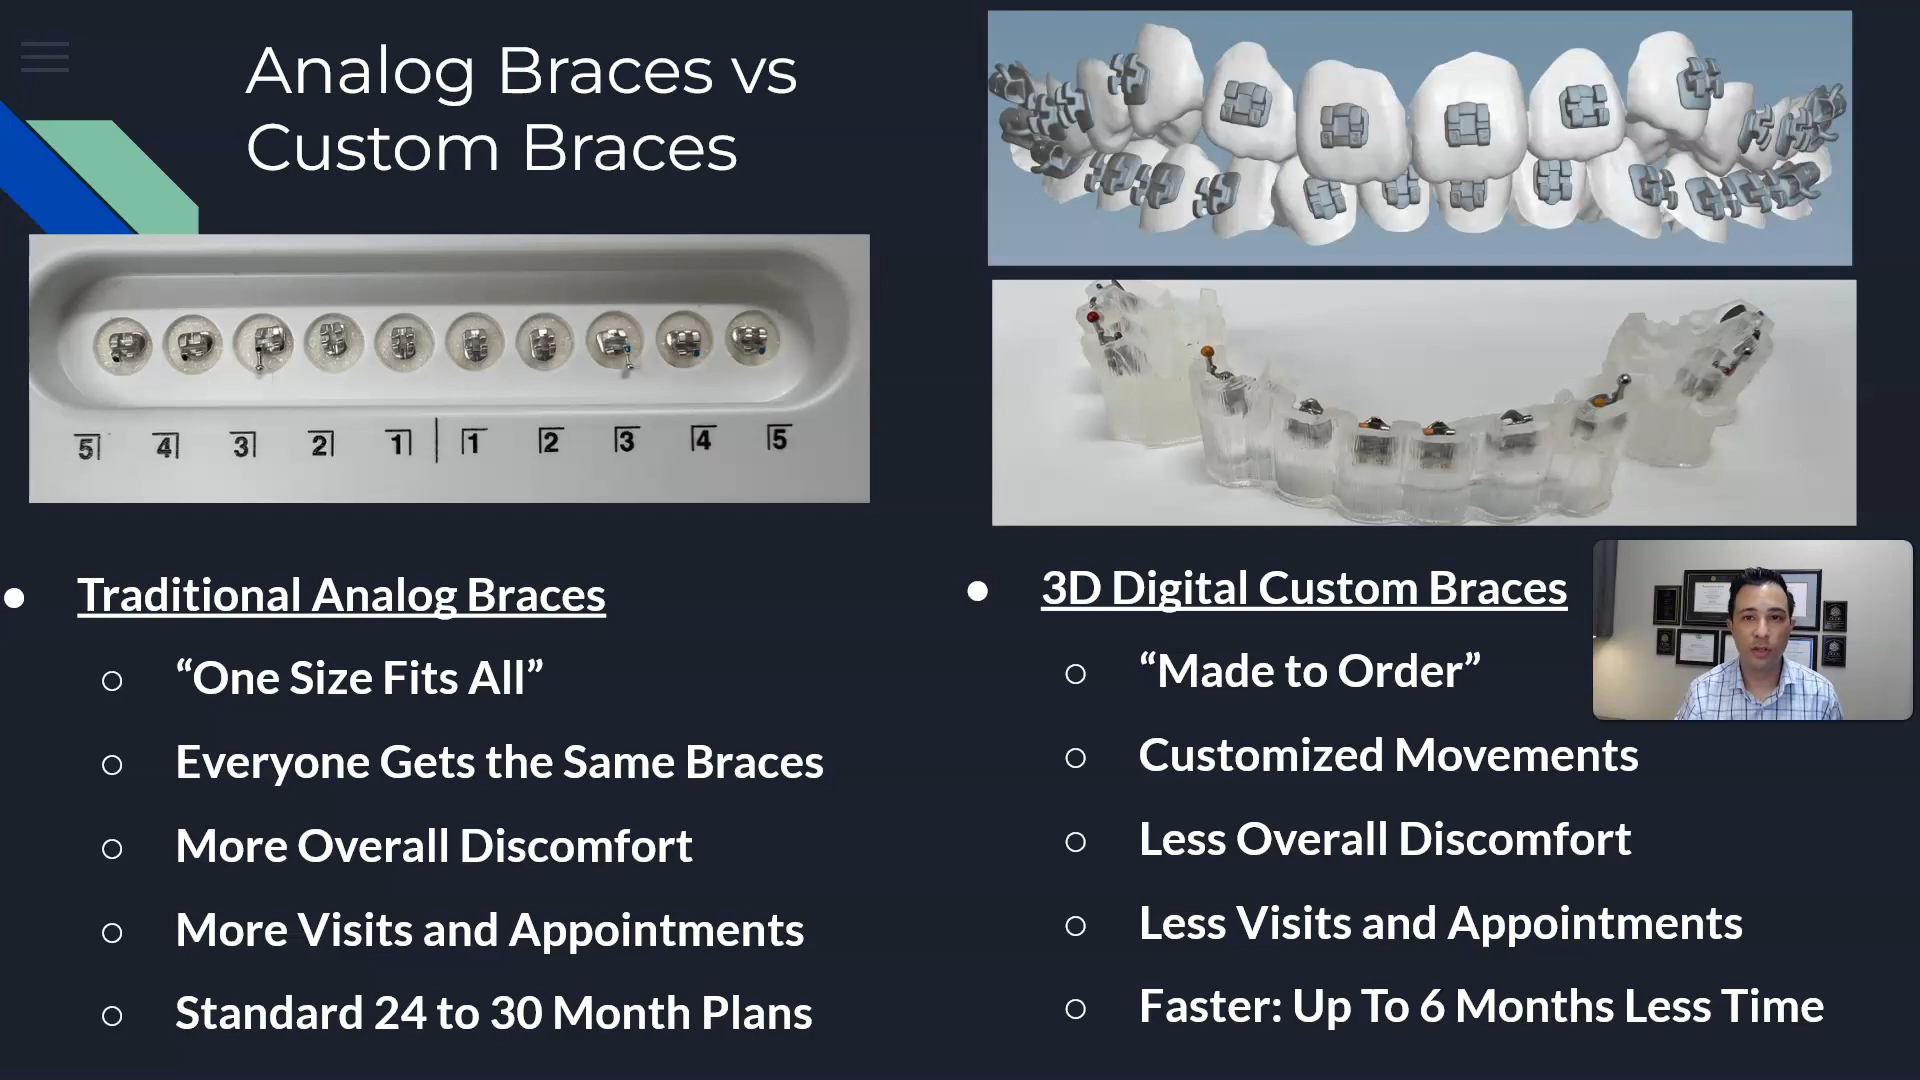 Analog Braces vs
Custom Braces
5 4 3 2 1 1 2 3 4 5
Traditional Analog Braces
“One Size Fits All”
Everyone Gets the Same Braces
More Overall Discomfort
More Visits and Appointments
Standard 24 to 30 Month Plans
3D Digital Custom Braces
“Made to Order”
Customized Movements
Less Overall Discomfort
Less Visits and Appointments
Faster: Up To 6 Months Less Time